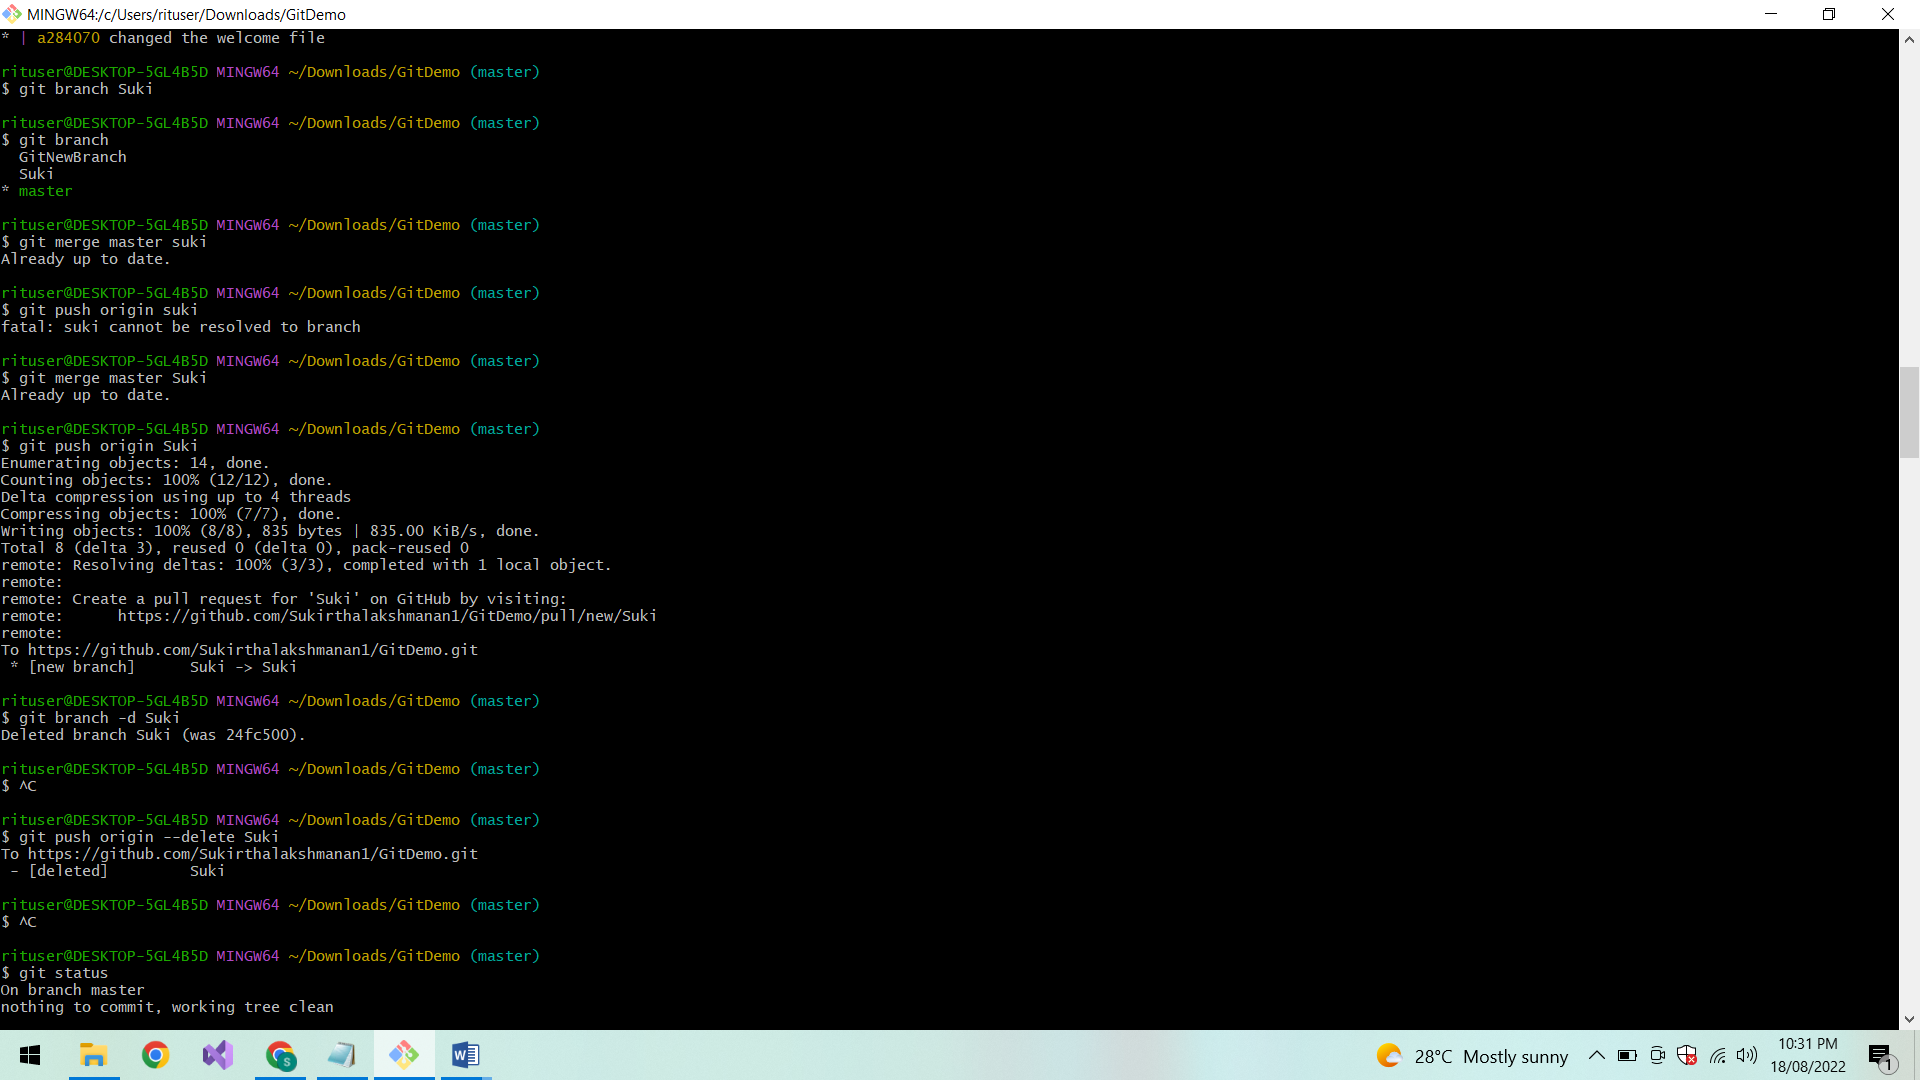 MINGW64:/c/Users/rituser/Downloads/GitDemo
* | a284070 changed the welcome file
rituser@DESKTOP-5GL4B5D MINGW64 ~/Downloads/GitDemo (master)
$ git branch Suki
rituser@DESKTOP-5GL4B5D MINGW64 ~/Downloads/GitDemo (master)
$ git branch
  GitNewBranch
  Suki
* master
rituser@DESKTOP-5GL4B5D MINGW64 ~/Downloads/GitDemo (master)
$ git merge master suki
Already up to date.
rituser@DESKTOP-5GL4B5D MINGW64 ~/Downloads/GitDemo (master)
$ git push origin suki
fatal: suki cannot be resolved to branch
rituser@DESKTOP-5GL4B5D MINGW64 ~/Downloads/GitDemo (master)
$ git merge master Suki
Already up to date.
rituser@DESKTOP-5GL4B5D MINGW64 ~/Downloads/GitDemo (master)
$ git push origin Suki
Enumerating objects: 14, done.
Counting objects: 100% (12/12), done.
Delta compression using up to 4 threads
Compressing objects: 100% (7/7), done.
Writing objects: 100% (8/8), 835 bytes | 835.00 KiB/s, done.
Total 8 (delta 3), reused 0 (delta 0), pack-reused 0
remote: Resolving deltas: 100% (3/3), completed with 1 local object.
remote:
remote: Create a pull request for 'Suki' on GitHub by visiting:
remote:      https://github.com/Sukirthalakshmanan1/GitDemo/pull/new/Suki
remote:
To https://github.com/Sukirthalakshmanan1/GitDemo.git
 * [new branch]      Suki -> Suki
rituser@DESKTOP-5GL4B5D MINGW64 ~/Downloads/GitDemo (master)
$ git branch -d Suki
Deleted branch Suki (was 24fc500).
rituser@DESKTOP-5GL4B5D MINGW64 ~/Downloads/GitDemo (master)
$ ^C
rituser@DESKTOP-5GL4B5D MINGW64 ~/Downloads/GitDemo (master)
$ git push origin --delete Suki
To https://github.com/Sukirthalakshmanan1/GitDemo.git
 - [deleted]         Suki
rituser@DESKTOP-5GL4B5D MINGW64 ~/Downloads/GitDemo (master)
$ ^C
rituser@DESKTOP-5GL4B5D MINGW64 ~/Downloads/GitDemo (master)
$ git status
On branch master
nothing to commit, working tree clean
S
W
28°C Mostly sunny
10:31 PM
18/08/2022
1